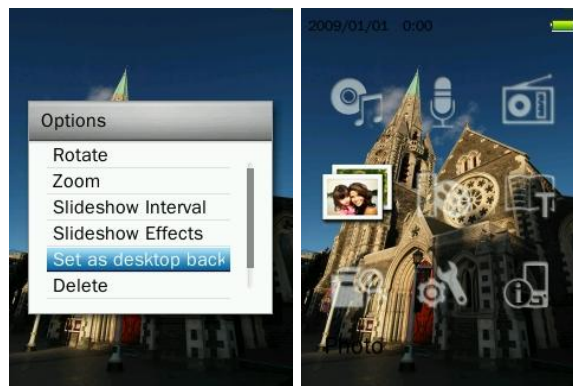 Options
Rotate
Zoom
Slideshow Interval
Slideshow Effects
Set as desktop back
Delete
2009/01/01 0:00
T
i
Photo